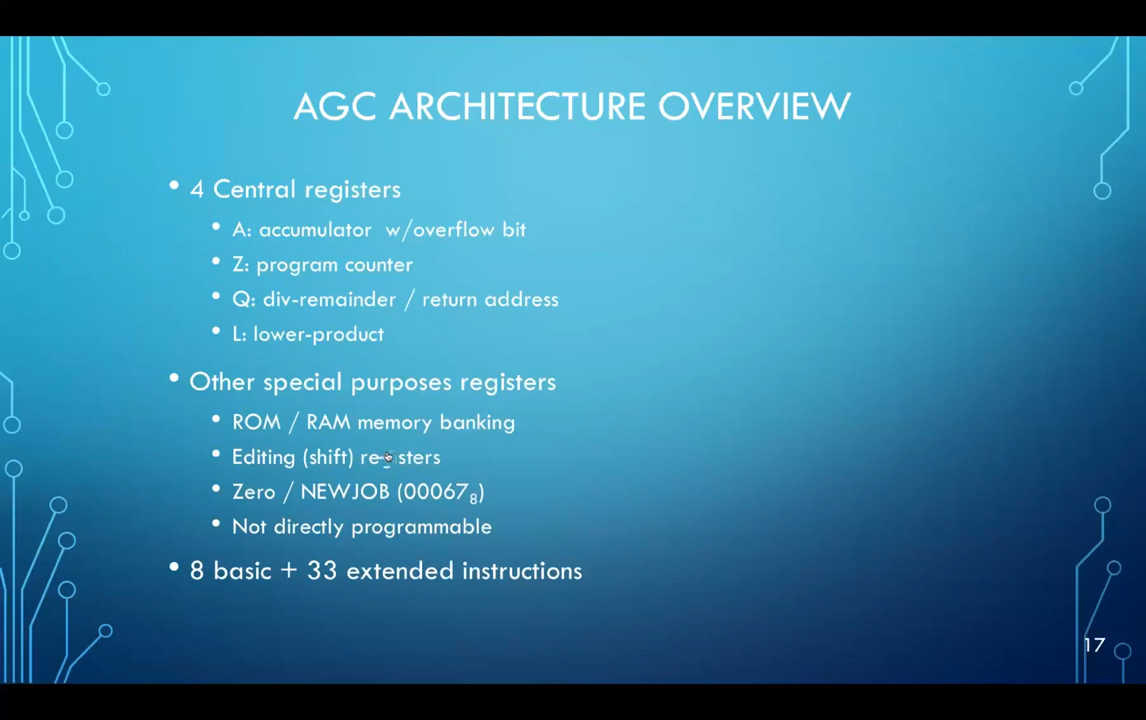 AGC ARCHITECTURE OVERVIEW
• 4 Central registers
• A: accumulator w/overflow bit
• Z: program counter
• Q: div-remainder / return address
• L: lower-product
• Other special purposes registers
• ROM / RAM memory banking
• Editing (shift) registers
• Zero / NEWJOB (00067₈)
• Not directly programmable
• 8 basic + 33 extended instructions
17